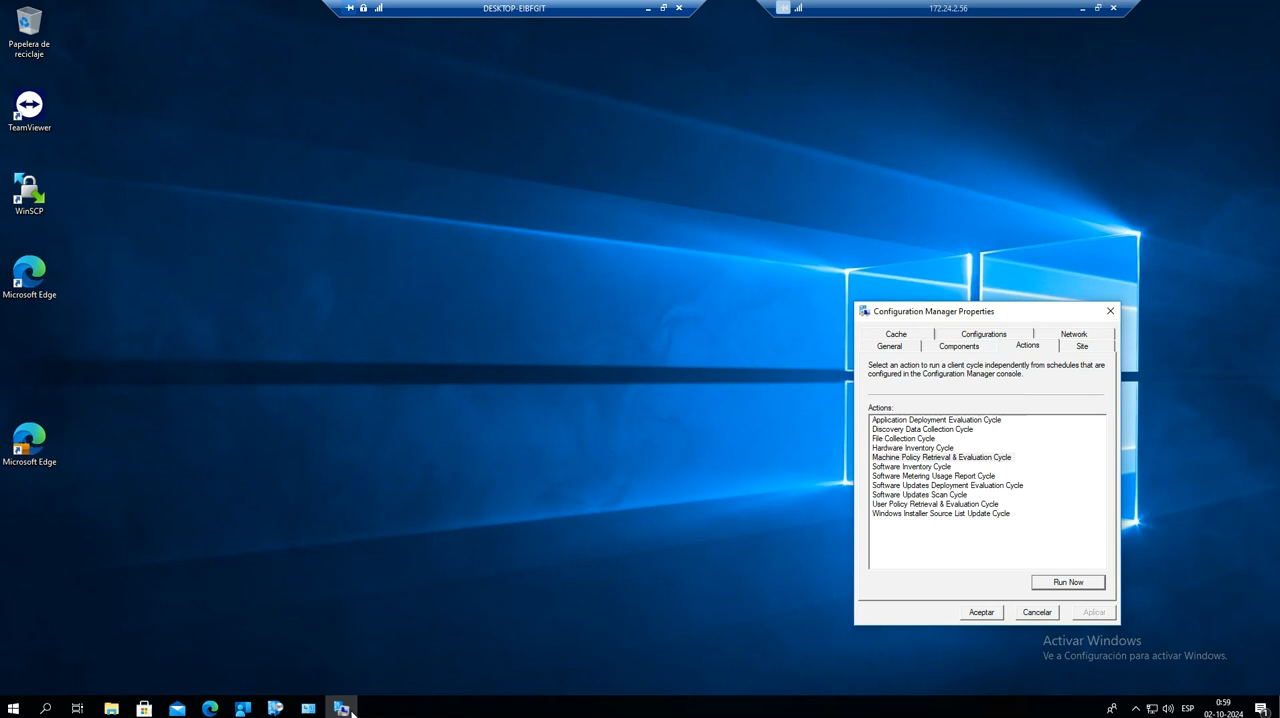 DESKTOP-EIBFGIT
172.24.2.56
Papelera de
reciclaje
TeamViewer
WinSCP
Microsoft Edge
Microsoft Edge
Configuration Manager Properties
Cache
Configurations
Network
General
Components
Actions
Site
Select an action to run a client cycle independently from schedules that are
configured in the Configuration Manager console.
Actions:
Application Deployment Evaluation Cycle
Discovery Data Collection Cycle
File Collection Cycle
Hardware Inventory Cycle
Machine Policy Retrieval & Evaluation Cycle
Software Inventory Cycle
Software Metering Usage Report Cycle
Software Updates Deployment Evaluation Cycle
Software Updates Scan Cycle
User Policy Retrieval & Evaluation Cycle
Windows Installer Source List Update Cycle
Run Now
Aceptar
Cancelar
Aplicar
Activar Windows
Ve a Configuración para activar Windows.
ESP
0:59
02-10-2024
1